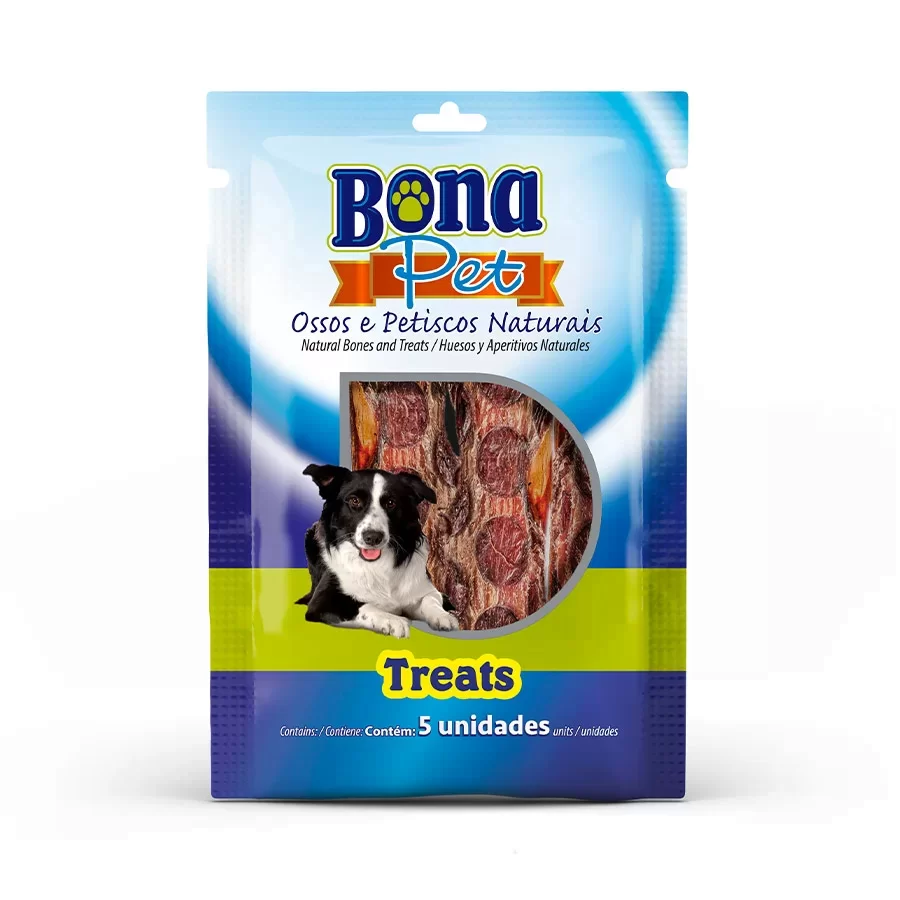 Bona
Pet
Ossos e Petiscos Naturais
Natural Bones and Treats / Huesos y Aperitivos Naturales
Treats
Contains: / Contiene: Contém: 5 unidades units / unidades